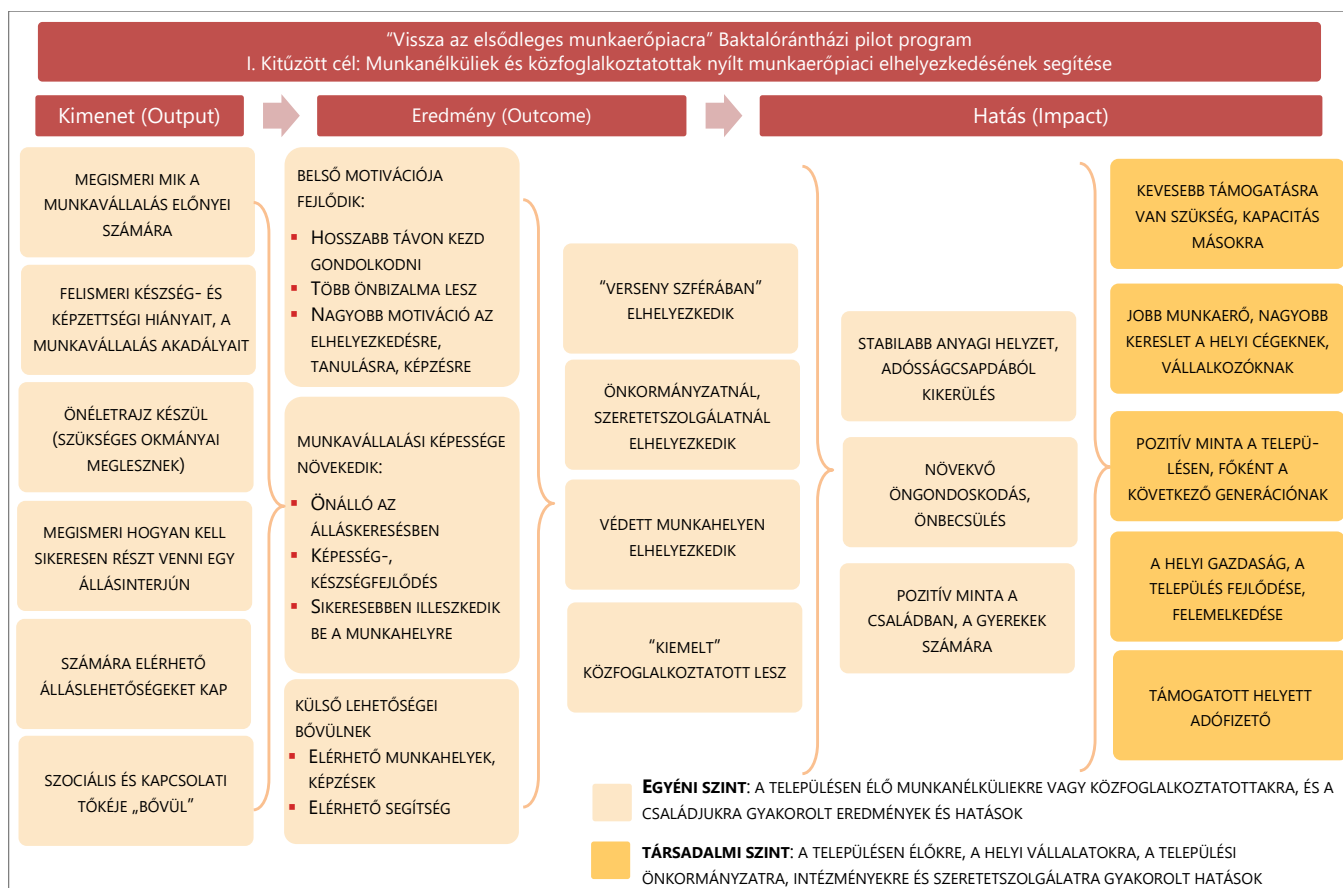 “Vissza az elsődleges munkaerőpiacra” Baktalórántházi pilot program
I. Kitűzött cél: Munkanélküliek és közfoglalkoztatottak nyílt munkaerőpiaci elhelyezkedésének segítése
Kimenet (Output)
Eredmény (Outcome)
Hatás (Impact)
MEGISMERI MIK A
MUNKAVÁLLALÁS ELŐNYEI
SZÁMÁRA
FELISMERI KÉSZSÉG- ÉS
KÉPZETTSÉGI HIÁNYAIT, A
MUNKAVÁLLALÁS AKADÁLYAIT
ÖNÉLETRAJZ KÉSZÜL
(SZÜKSÉGES OKMÁNYAI
MEGLESZNEK)
MEGISMERI HOGYAN KELL
SIKERESEN RÉSZT VENNI EGY
ÁLLÁSINTERJÚN
SZÁMÁRA ELÉRHETŐ
ÁLLÁSLEHETŐSÉGEKET KAP
SZOCIÁLIS ÉS KAPCSOLATI
TŐKÉJE „BŐVÜL”
BELSŐ MOTIVÁCIÓJA
FEJLŐDIK:
▪ HOSSZABB TÁVON KEZD
GONDOLKODNI
▪ TÖBB ÖNBIZALMA LESZ
▪ NAGYOBB MOTIVÁCIÓ AZ
ELHELYEZKEDÉSRE,
TANULÁSRA, KÉPZÉSRE
MUNKAVÁLLALÁSI KÉPESSÉGE
NÖVEKEDIK:
▪ ÖNÁLLÓ AZ
ÁLLÁSKERESÉSBEN
▪ KÉPESSÉG-,
KÉSZSÉGFEJLŐDÉS
▪ SIKERESEBBEN ILLESZKEDIK
BE A MUNKAHELYRE
KÜLSŐ LEHETŐSÉGEI
BŐVÜLNEK
▪ ELÉRHETŐ MUNKAHELYEK,
KÉPZÉSEK
▪ ELÉRHETŐ SEGÍTSÉG
“VERSENY SZFÉRÁBAN”
ELHELYEZKEDIK
ÖNKORMÁNYZATNÁL,
SZERETETSZOLGÁLATNÁL
ELHELYEZKEDIK
VÉDETT MUNKAHELYEN
ELHELYEZKEDIK
“KIEMELT”
KÖZFOGLALKOZTATOTT LESZ
STABILABB ANYAGI HELYZET,
ADÓSSÁGCSAPDÁBÓL
KIKERÜLÉS
NÖVEKVŐ
ÖNGONDOSKODÁS,
ÖNBECSÜLÉS
POZITÍV MINTA A
CSALÁDBAN, A GYEREKEK
SZÁMÁRA
KEVESEBB TÁMOGATÁSRA
VAN SZÜKSÉG, KAPACITÁS
MÁSOKRA
JOBB MUNKAERŐ, NAGYOBB
KERESLET A HELYI CÉGEKNEK,
VÁLLALKOZÓKNAK
POZITÍV MINTA A TELEPÜ-
LÉSEN, FŐKÉNT A
KÖVETKEZŐ GENERÁCIÓNAK
A HELYI GAZDASÁG, A
TELEPÜLÉS FEJLŐDÉSE,
FELEMELKEDÉSE
TÁMOGATOTT HELYETT
ADÓFIZETŐ
EGYÉNI SZINT: A TELEPÜLÉSEN ÉLŐ MUNKANÉLKÜLIEKRE VAGY KÖZFOGLALKOZTATOTTAKRA, ÉS A
CSALÁDJUKRA GYAKOROLT EREDMÉNYEK ÉS HATÁSOK
TÁRSADALMI SZINT: A TELEPÜLÉSEN ÉLŐKRE, A HELYI VÁLLALATOKRA, A TELEPÜLÉSI
ÖNKORMÁNYZATRA, INTÉZMÉNYEKRE ÉS SZERETETSZOLGÁLATRA GYAKOROLT HATÁSOK